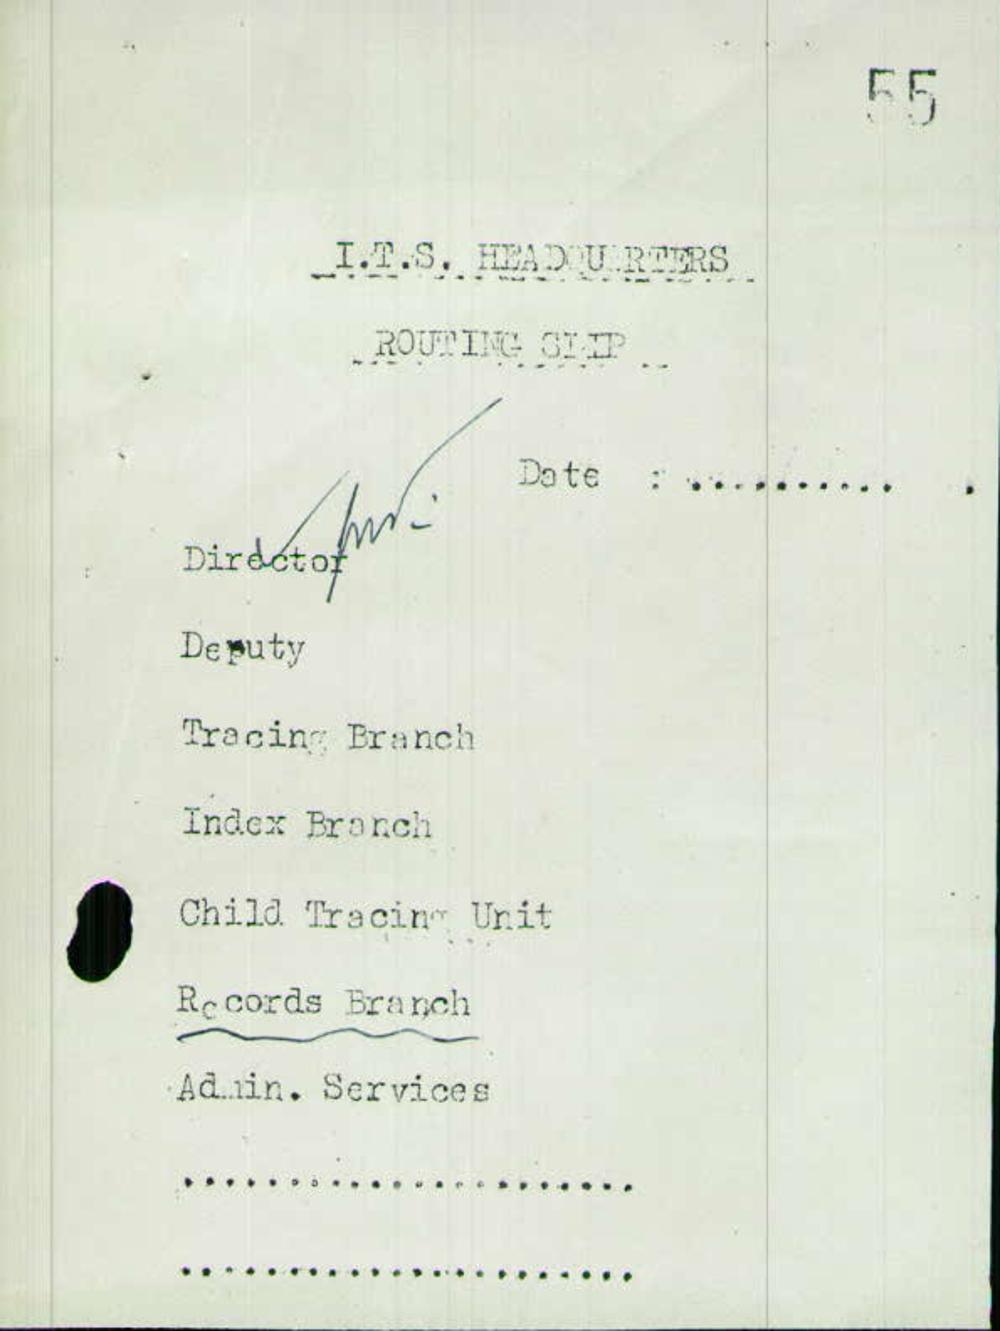 55
I.T.S. HEADQUARTERS
ROUTING SLIP
Date : ...........
Director
Deputy
Tracing Branch
Index Branch
Child Tracing Unit
Records Branch
Admin. Services
......................
......................